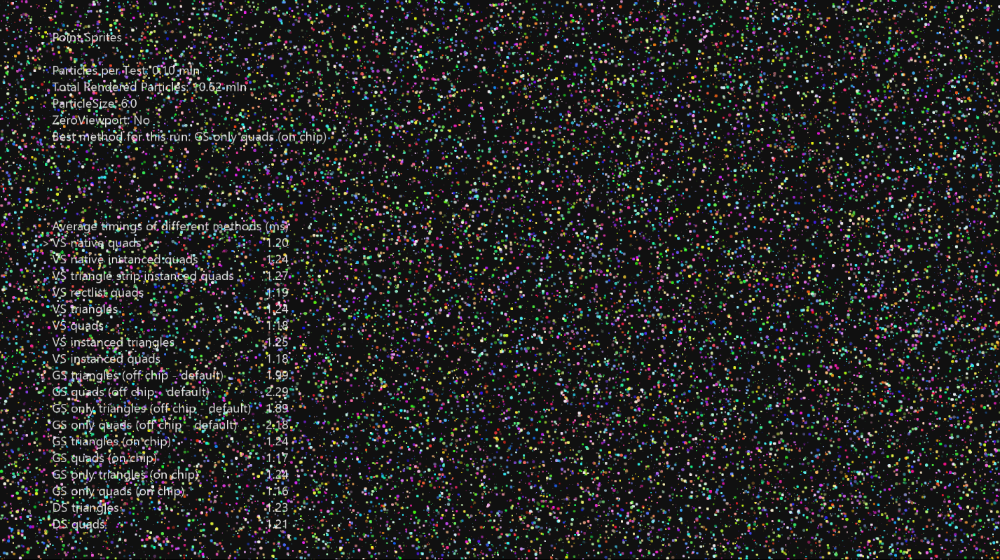 Point Sprites
Particles per Test: 0.10 mln
Total Rendered Particles: 10.62 mln
ParticleSize: 6.0
ZeroViewport: No
Best method for this run: GS only quads (on chip)
Average timings of different methods (ms)
> VS native quads 1.20
VS native instanced quads 1.24
VS triangle strip instanced quads 1.27
VS rectlist quads 1.19
VS triangles 1.24
VS quads 1.18
VS instanced triangles 1.25
VS instanced quads 1.18
GS triangles (off chip - default) 1.99
GS quads (off chip - default) 2.29
GS only triangles (off chip - default) 1.89
GS only quads (off chip - default) 2.18
GS triangles (on chip) 1.24
GS quads (on chip) 1.17
GS only triangles (on chip) 1.24
GS only quads (on chip) 1.16
DS triangles 1.23
DS quads 1.21